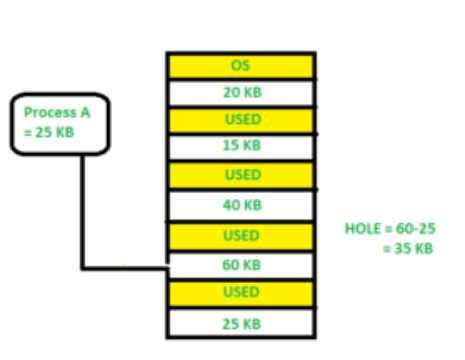 OS
20 KB
Process A
= 25 KB
USED
15 KB
USED
40 KB
USED
HOLE = 60-25
= 35 KB
60 KB
USED
25 KB